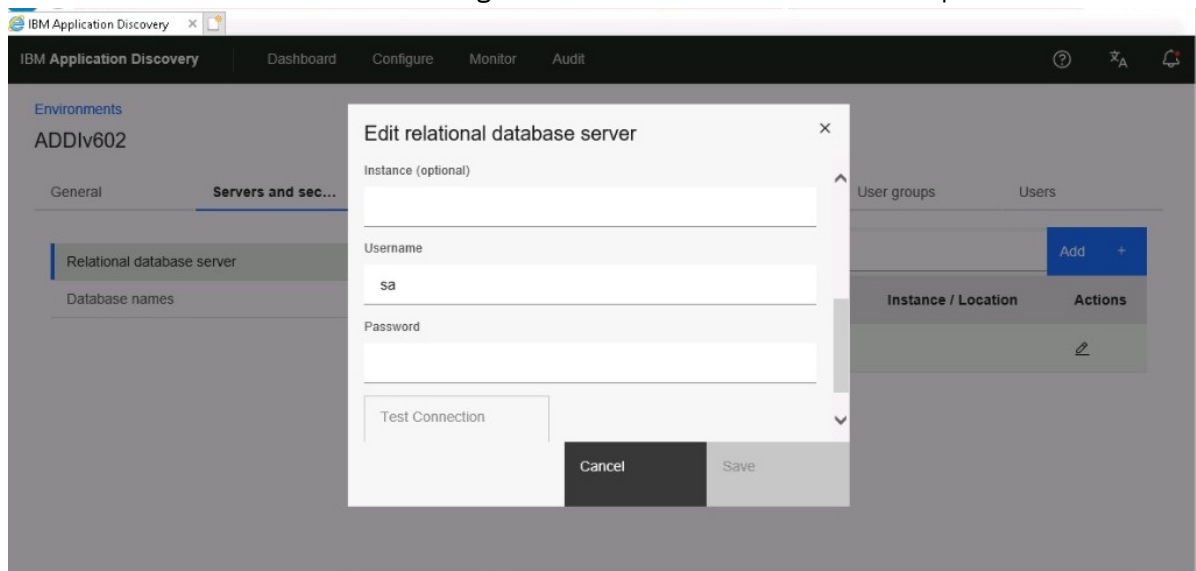 IBM Application Discovery
IBM Application Discovery Dashboard Configure Monitor Audit
Environments
ADDIv602
General Servers and sec... User groups Users
Edit relational database server
Instance (optional)
Relational database server
Database names
Username
sa
Password
Test Connection
Cancel Save
Add +
Instance / Location Actions